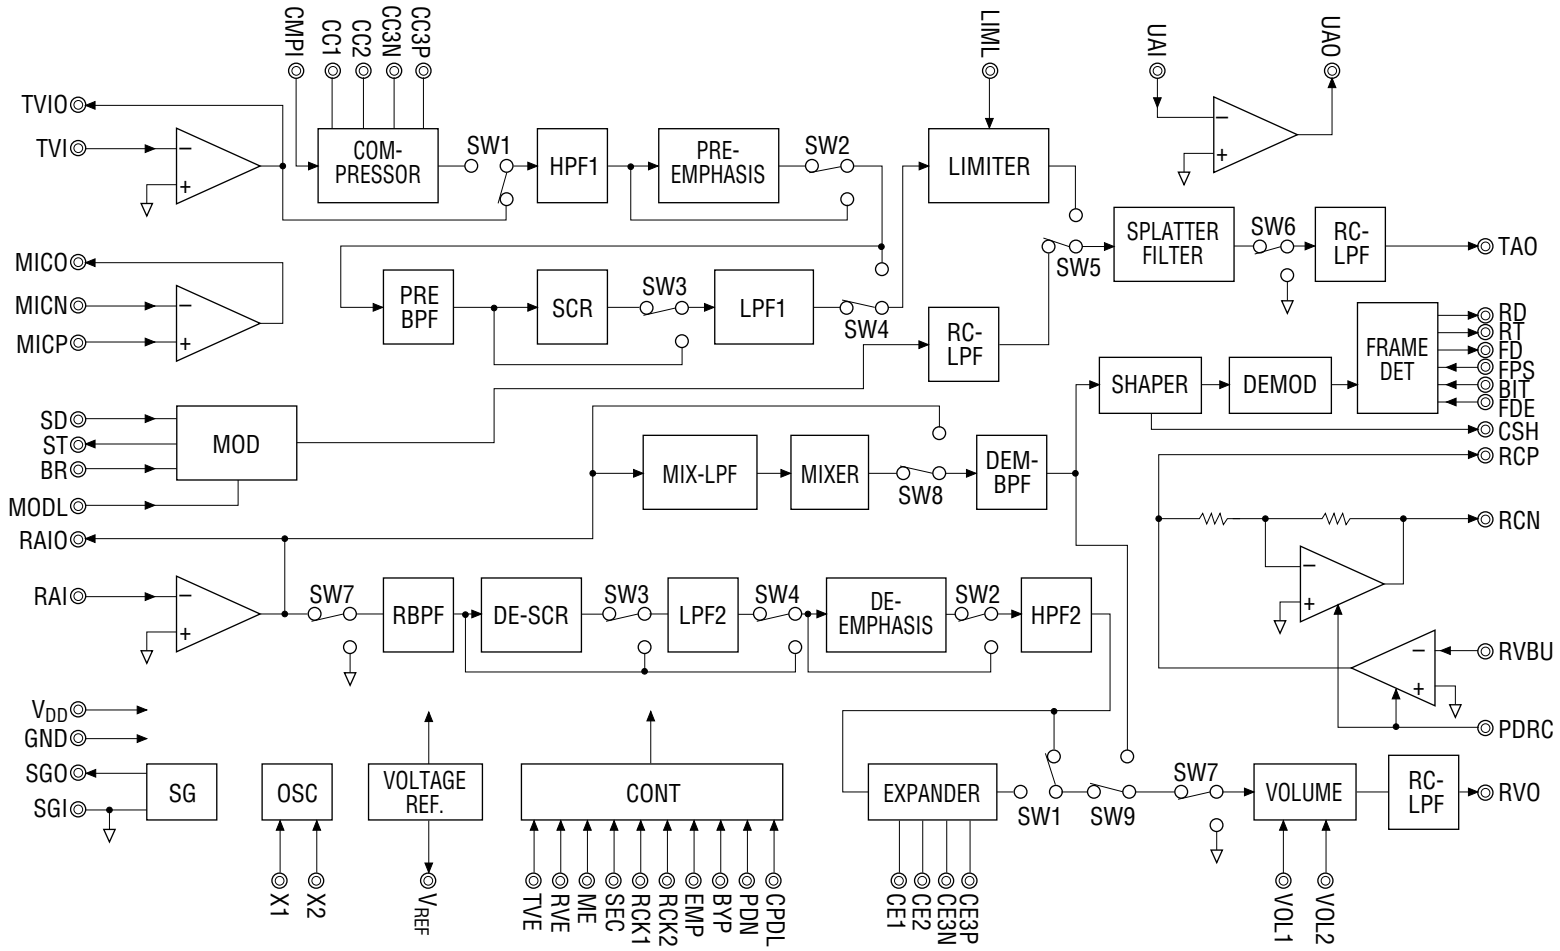 CMPI
CC1
CC2
CC3N
CC3P
LIML
UAI
UAO
TVIO
TVI
−
+
COM-
PRESSOR
SW1
HPF1
PRE-
EMPHASIS
SW2
LIMITER
−
+
MICO
MICN
MICP
−
+
PRE
BPF
SCR
SW3
LPF1
SW4
RC-
LPF
SW5
SPLATTER
FILTER
SW6
RC-
LPF
TAO
SD
ST
BR
MODL
MOD
SHAPER
DEMOD
FRAME
DET
RD
RT
FD
FPS
BIT
FDE
CSH
RCP
RCN
MIX-LPF
MIXER
SW8
DEM-
BPF
RAIO
RAI
−
+
SW7
RBPF
DE-SCR
SW3
LPF2
SW4
DE-
EMPHASIS
SW2
HPF2
−
+
−
+
RVBU
PDRC
VDD
GND
SGO
SGI
SG
OSC
VOLTAGE
REF.
CONT
EXPANDER
SW1
SW9
SW7
VOLUME
RC-
LPF
RVO
X1
X2
VREF
TVE
RVE
ME
SEC
RCK1
RCK2
EMP
BYP
PDN
CPDL
CE1
CE2
CE3N
CE3P
VOL1
VOL2